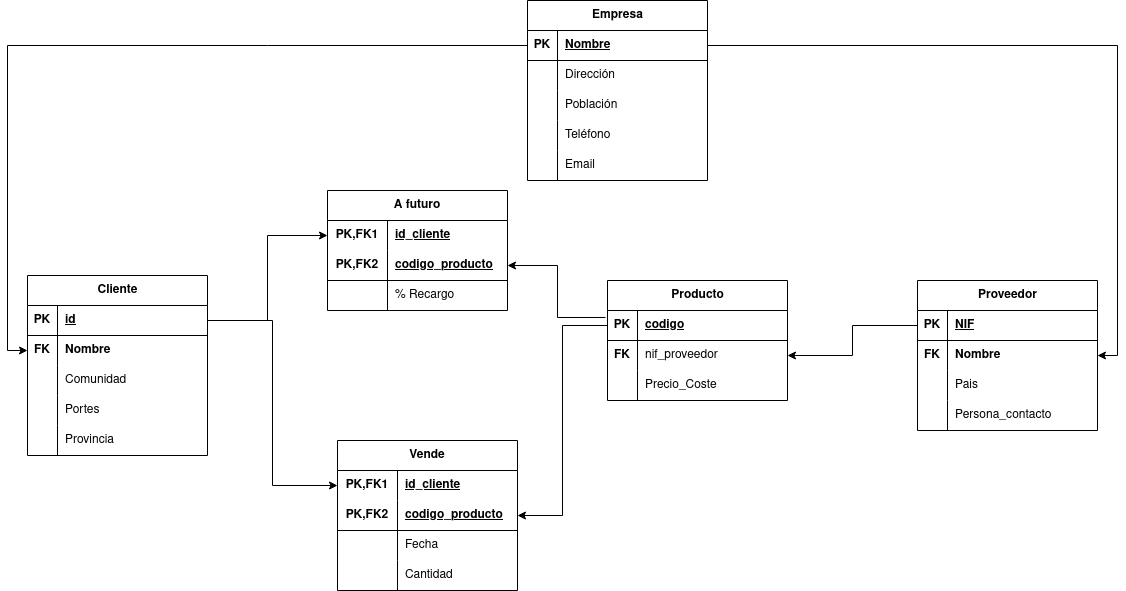 Empresa
PK Nombre
Dirección
Población
Teléfono
Email
A futuro
PK,FK1 id_cliente
PK,FK2 codigo_producto
% Recargo
Cliente
PK id
FK Nombre
Comunidad
Portes
Provincia
Producto
PK codigo
FK nif_proveedor
Precio_Coste
Proveedor
PK NIF
FK Nombre
Pais
Persona_contacto
Vende
PK,FK1 id_cliente
PK,FK2 codigo_producto
Fecha
Cantidad